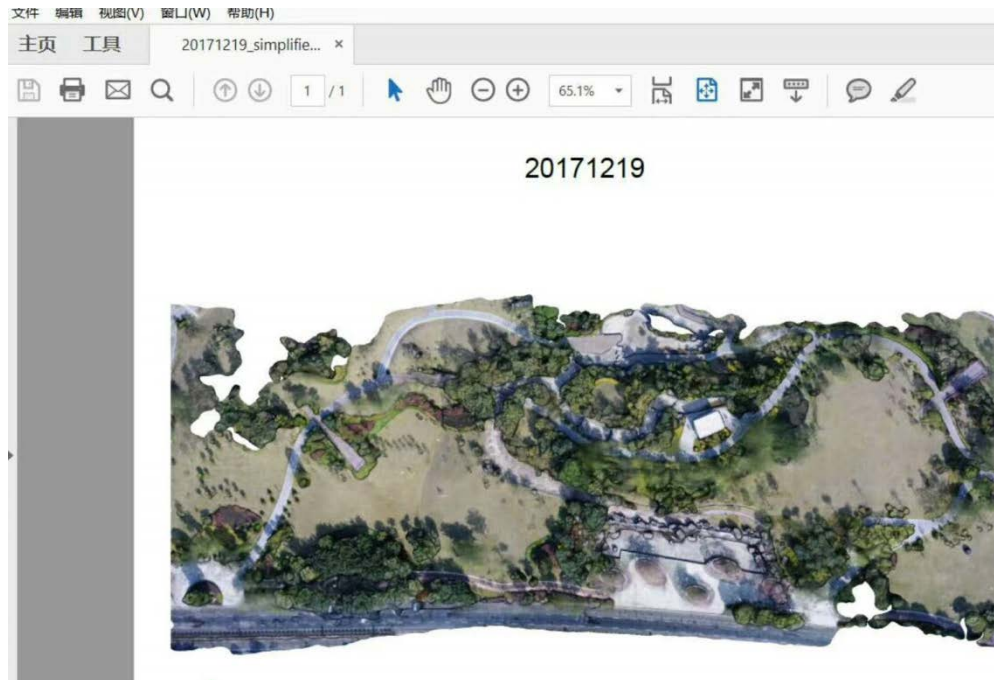 文件 编辑 视图(V) 窗口(W) 帮助(H)
主页 工具 20171219_simplifie... ×
1 / 1 65.1%
20171219